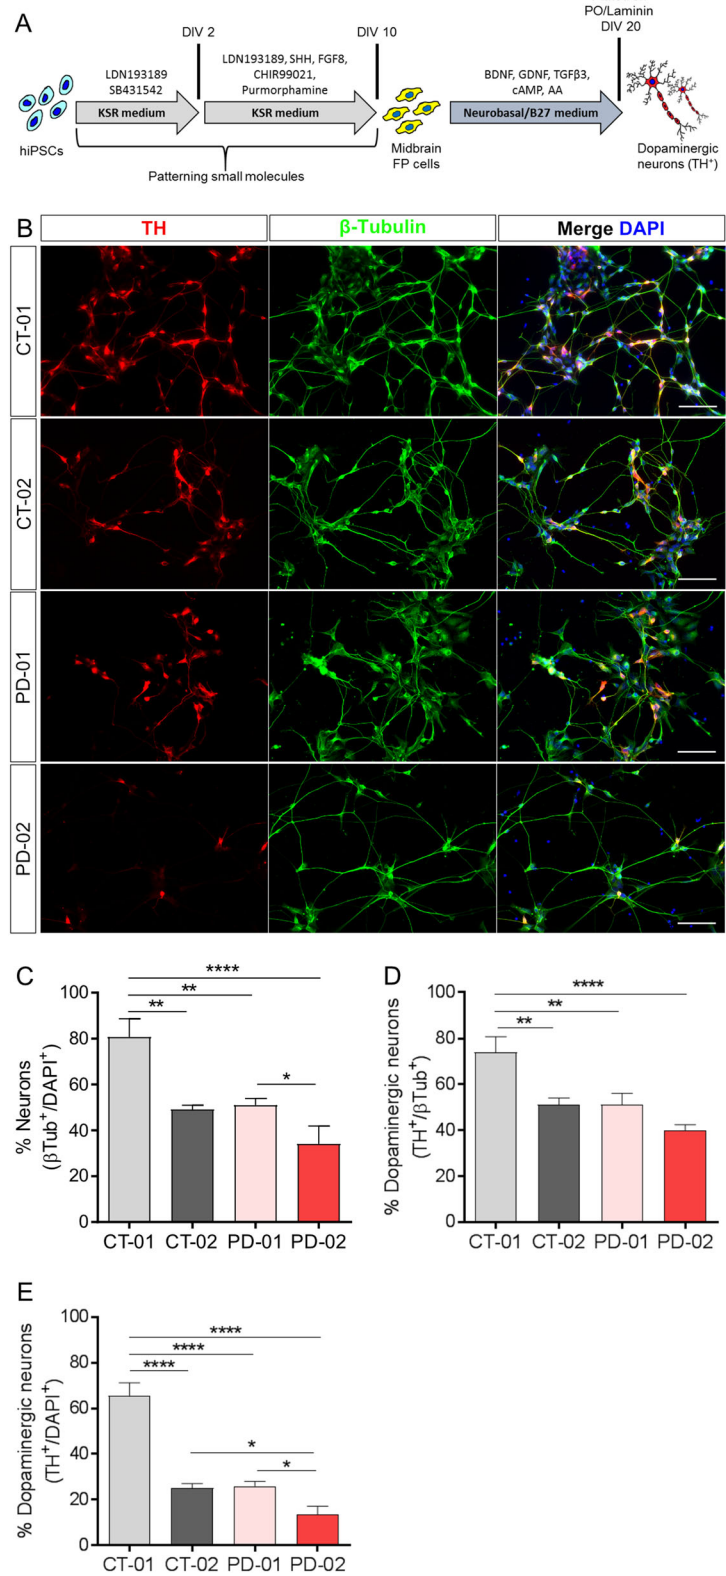 A
PO/Laminin
DIV 2
DIV 10
DIV 20
LDN193189
SB431542
LDN193189, SHH, FGF8,
CHIR99021,
Purmorphamine
BDNF, GDNF, TGFβ3,
cAMP, AA
KSR medium
KSR medium
Neurobasal/B27 medium
hiPSCs
Midbrain
FP cells
Dopaminergic
neurons (TH⁺)
Patterning small molecules
B
TH
β-Tubulin
Merge DAPI
CT-01
CT-02
PD-01
PD-02
C
% Neurons
(βTub⁺/DAPI⁺)
100
80
60
40
20
0
****
**
**
*
CT-01 CT-02 PD-01 PD-02
D
% Dopaminergic neurons
(TH⁺/βTub⁺)
100
80
60
40
20
0
****
**
**
CT-01 CT-02 PD-01 PD-02
E
% Dopaminergic neurons
(TH⁺/DAPI⁺)
100
80
60
40
20
0
****
****
****
*
*
CT-01 CT-02 PD-01 PD-02